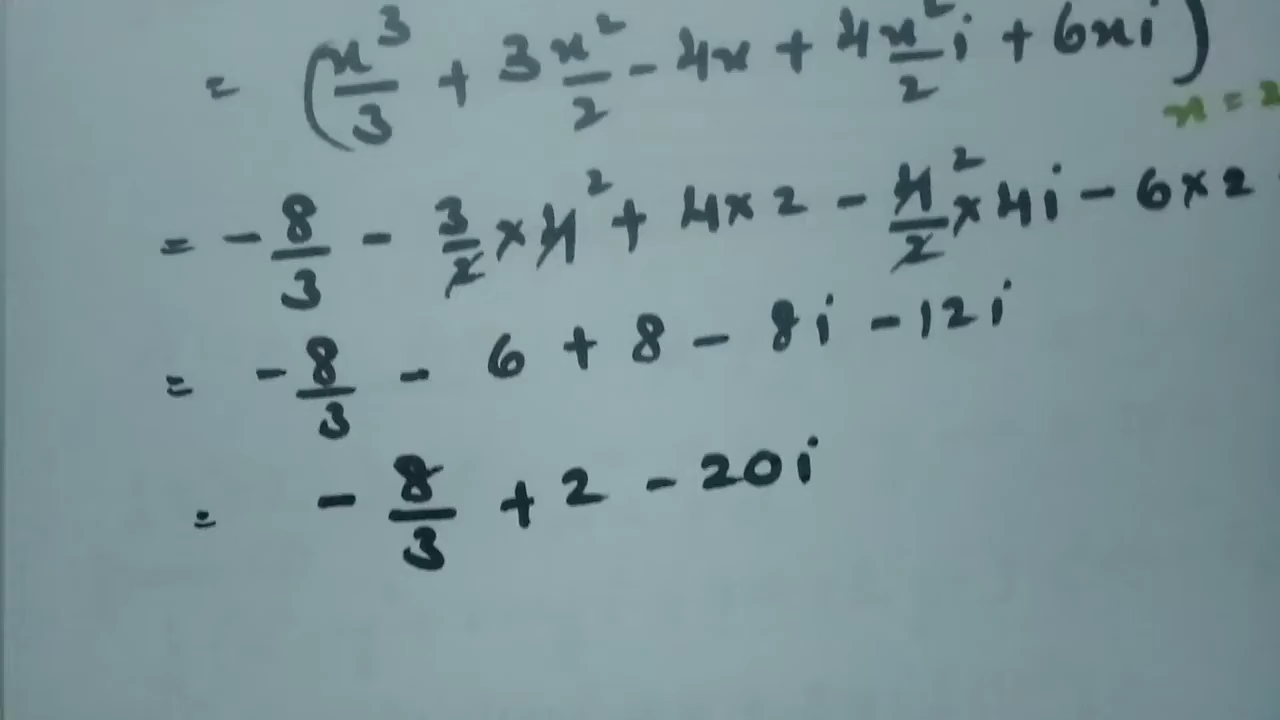 = (x³/3 + 3x²/2 - 4x + 4x²/2 i + 6xi)
x = 2
= - 8/3 - 3/2 × 4² + 4×2 - 4²/2 × 4i - 6×2
= - 8/3 - 6 + 8 - 8i - 12i
= - 8/3 + 2 - 20i